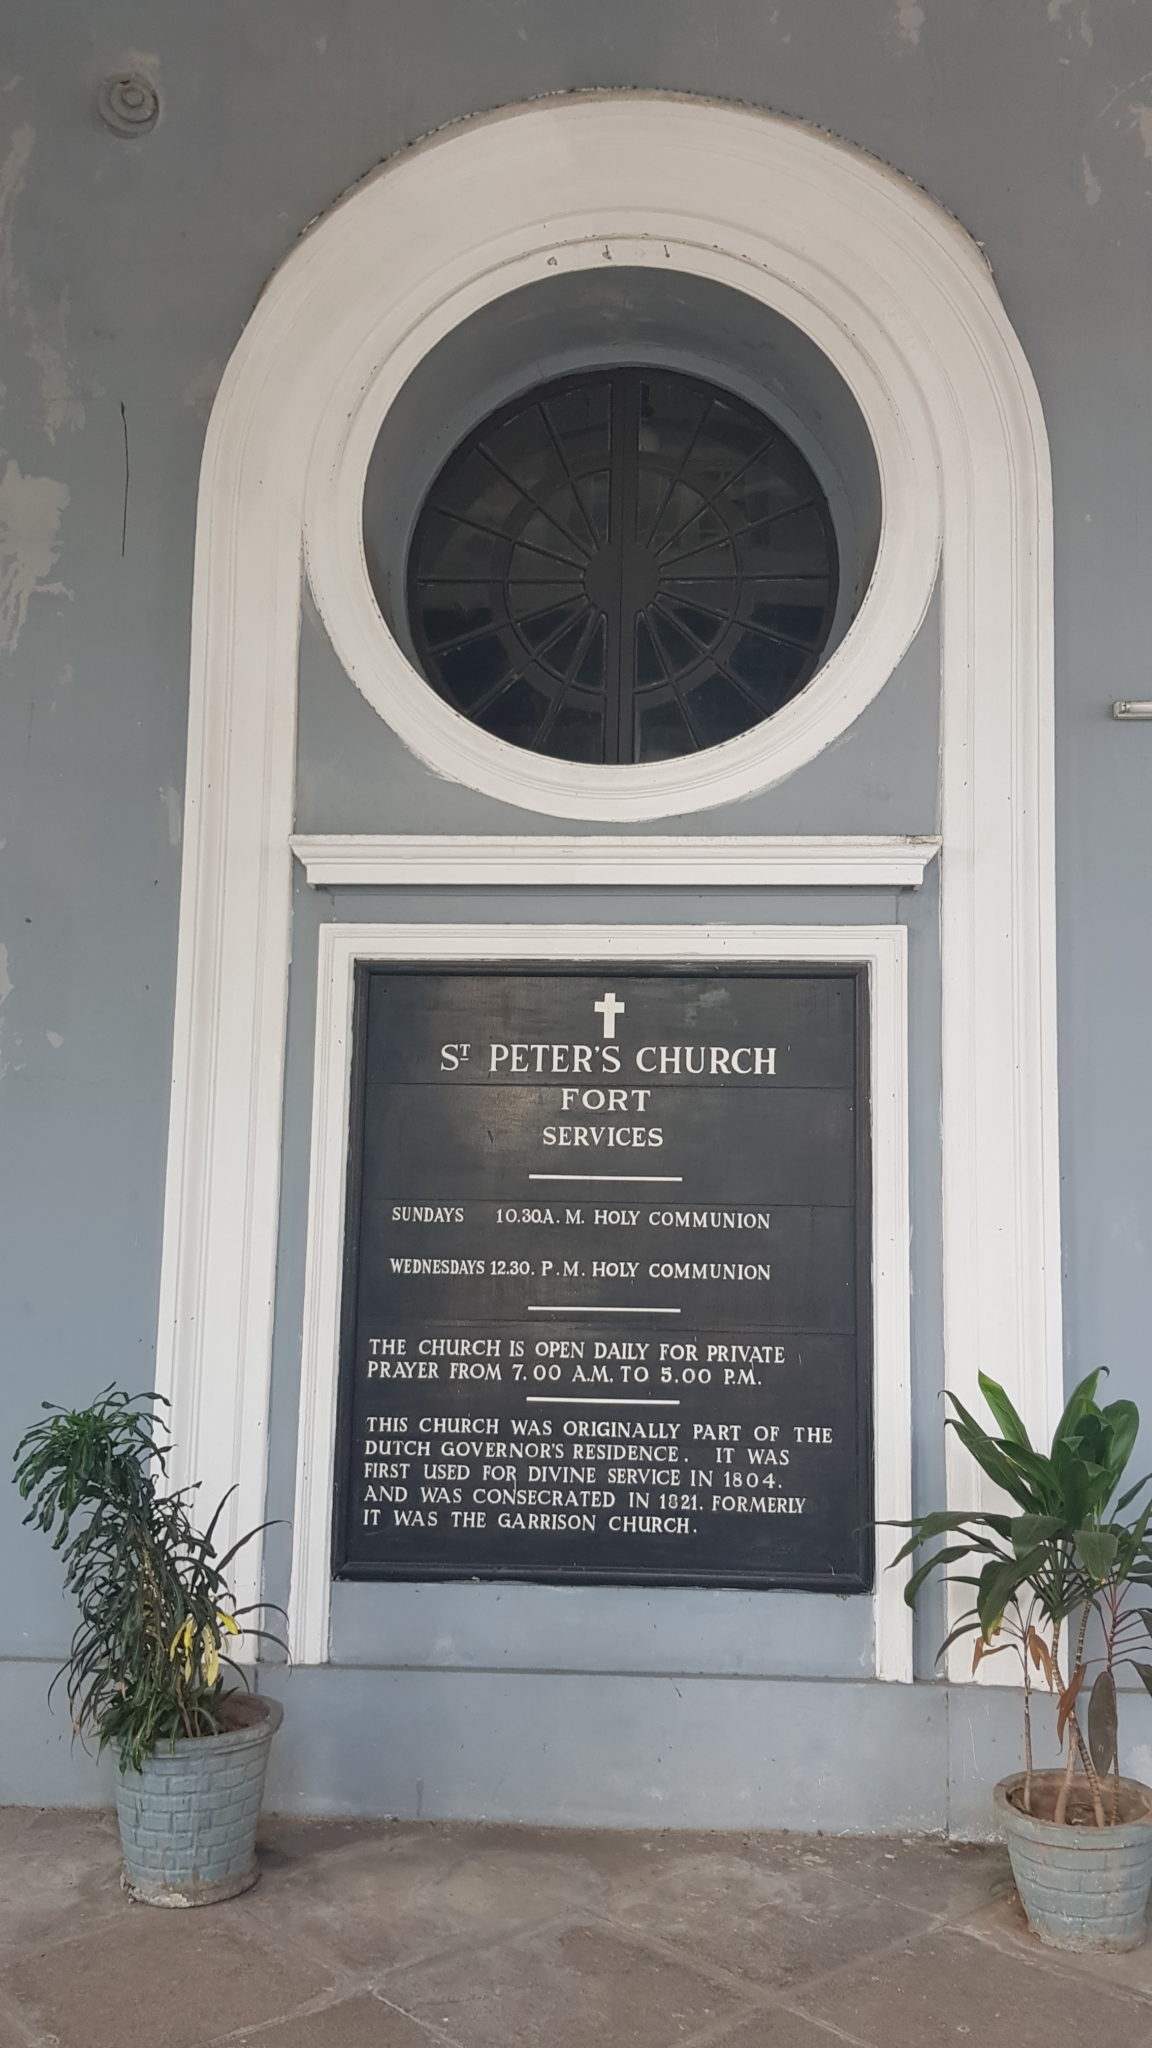 ST PETER'S CHURCH
FORT
SERVICES
SUNDAYS 10.30.A.M. HOLY COMMUNION
WEDNESDAYS 12.30. P.M. HOLY COMMUNION
THE CHURCH IS OPEN DAILY FOR PRIVATE
PRAYER FROM 7.00 A.M. TO 5.00 P.M.
THIS CHURCH WAS ORIGINALLY PART OF THE
DUTCH GOVERNOR'S RESIDENCE. IT WAS
FIRST USED FOR DIVINE SERVICE IN 1804.
AND WAS CONSECRATED IN 1821. FORMERLY
IT WAS THE GARRISON CHURCH.